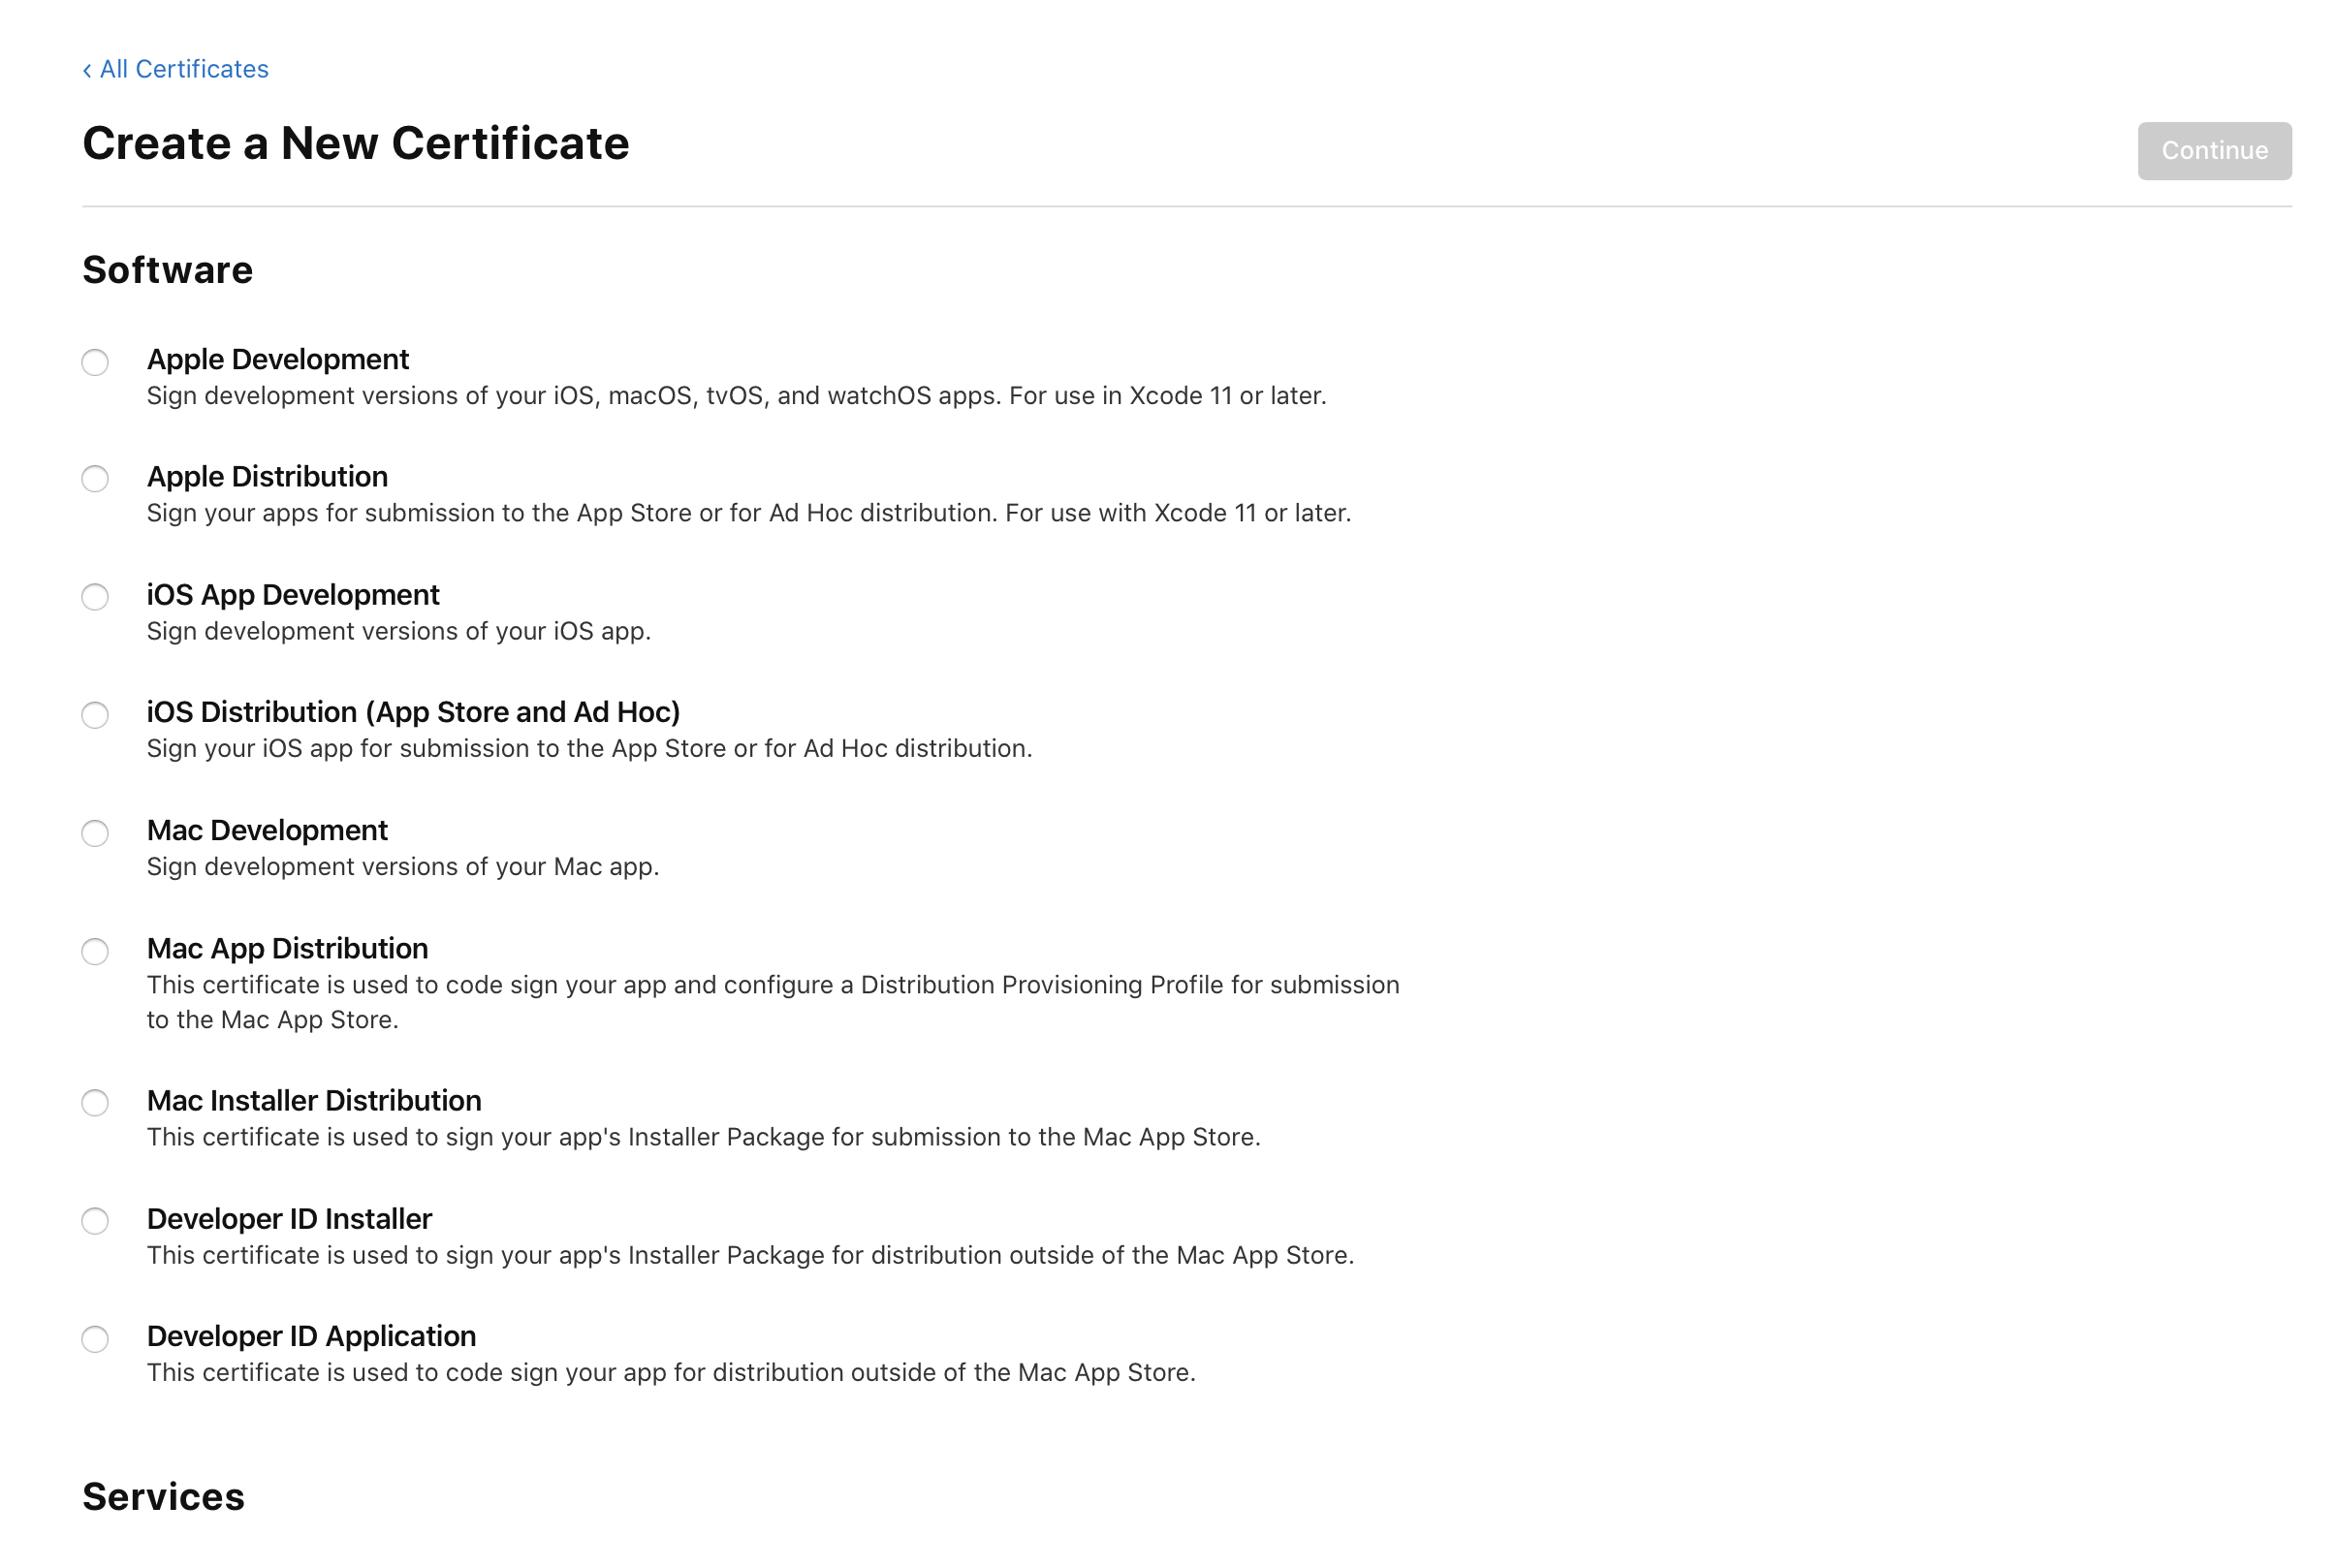 ‹ All Certificates
Create a New Certificate
Continue
Software
Apple Development
Sign development versions of your iOS, macOS, tvOS, and watchOS apps. For use in Xcode 11 or later.
Apple Distribution
Sign your apps for submission to the App Store or for Ad Hoc distribution. For use with Xcode 11 or later.
iOS App Development
Sign development versions of your iOS app.
iOS Distribution (App Store and Ad Hoc)
Sign your iOS app for submission to the App Store or for Ad Hoc distribution.
Mac Development
Sign development versions of your Mac app.
Mac App Distribution
This certificate is used to code sign your app and configure a Distribution Provisioning Profile for submission
to the Mac App Store.
Mac Installer Distribution
This certificate is used to sign your app's Installer Package for submission to the Mac App Store.
Developer ID Installer
This certificate is used to sign your app's Installer Package for distribution outside of the Mac App Store.
Developer ID Application
This certificate is used to code sign your app for distribution outside of the Mac App Store.
Services